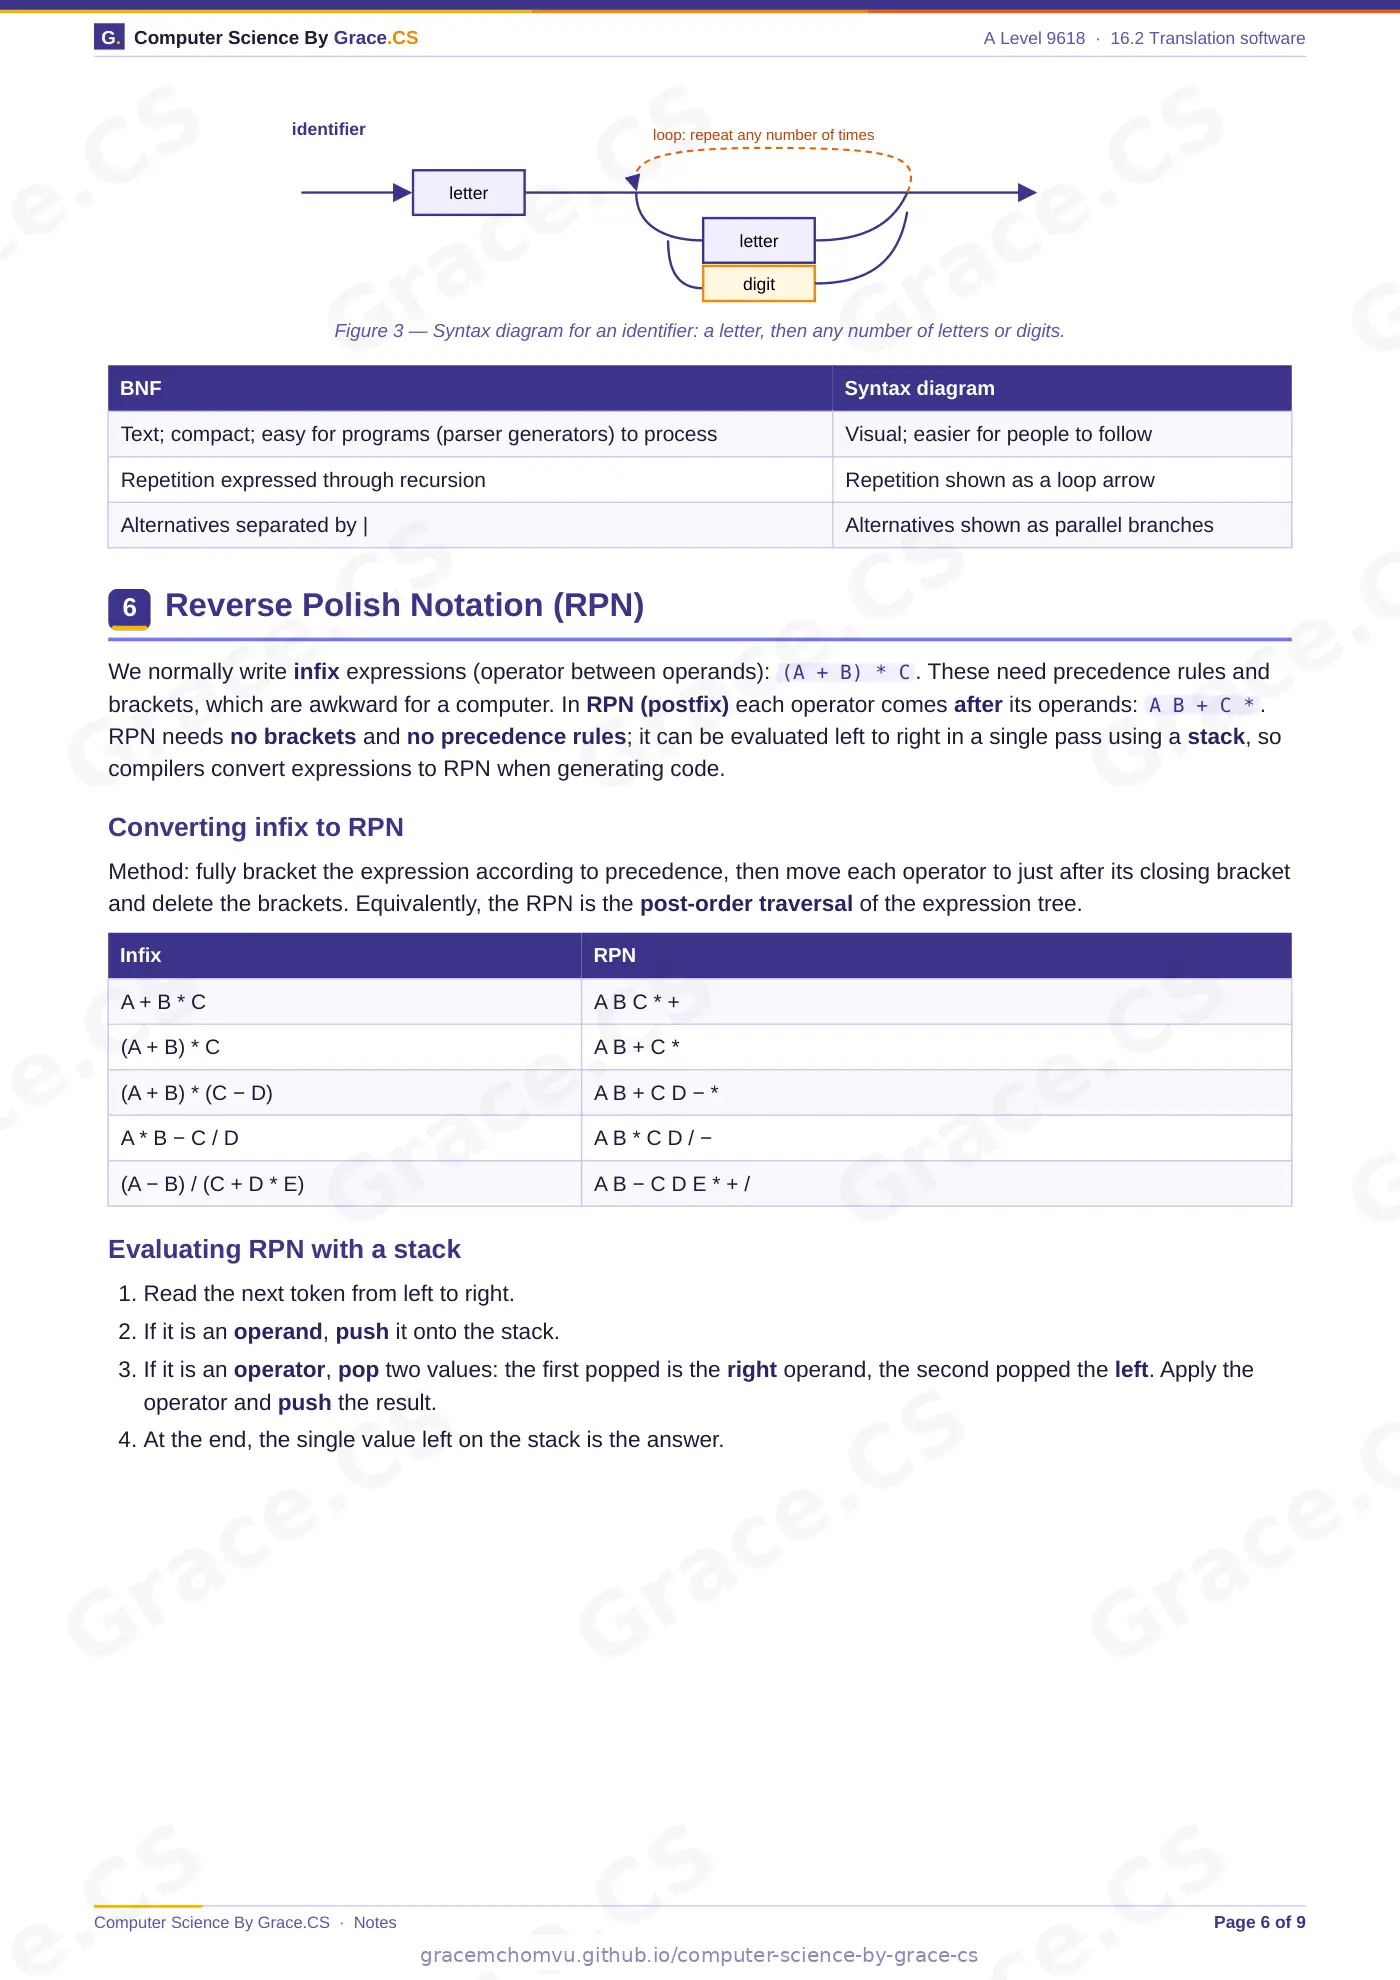 G. Computer Science By Grace.CS
A Level 9618 · 16.2 Translation software
identifier
loop: repeat any number of times
letter
letter
digit
Figure 3 — Syntax diagram for an identifier: a letter, then any number of letters or digits.
BNF Syntax diagram
Text; compact; easy for programs (parser generators) to process Visual; easier for people to follow
Repetition expressed through recursion Repetition shown as a loop arrow
Alternatives separated by | Alternatives shown as parallel branches
6 Reverse Polish Notation (RPN)
We normally write infix expressions (operator between operands): (A + B) * C. These need precedence rules and
brackets, which are awkward for a computer. In RPN (postfix) each operator comes after its operands: A B + C *.
RPN needs no brackets and no precedence rules; it can be evaluated left to right in a single pass using a stack, so
compilers convert expressions to RPN when generating code.
Converting infix to RPN
Method: fully bracket the expression according to precedence, then move each operator to just after its closing bracket
and delete the brackets. Equivalently, the RPN is the post-order traversal of the expression tree.
Infix RPN
A + B * C A B C * +
(A + B) * C A B + C *
(A + B) * (C − D) A B + C D − *
A * B − C / D A B * C D / −
(A − B) / (C + D * E) A B − C D E * + /
Evaluating RPN with a stack
1. Read the next token from left to right.
2. If it is an operand, push it onto the stack.
3. If it is an operator, pop two values: the first popped is the right operand, the second popped the left. Apply the
operator and push the result.
4. At the end, the single value left on the stack is the answer.
Computer Science By Grace.CS · Notes
Page 6 of 9
gracemchomvu.github.io/computer-science-by-grace-cs